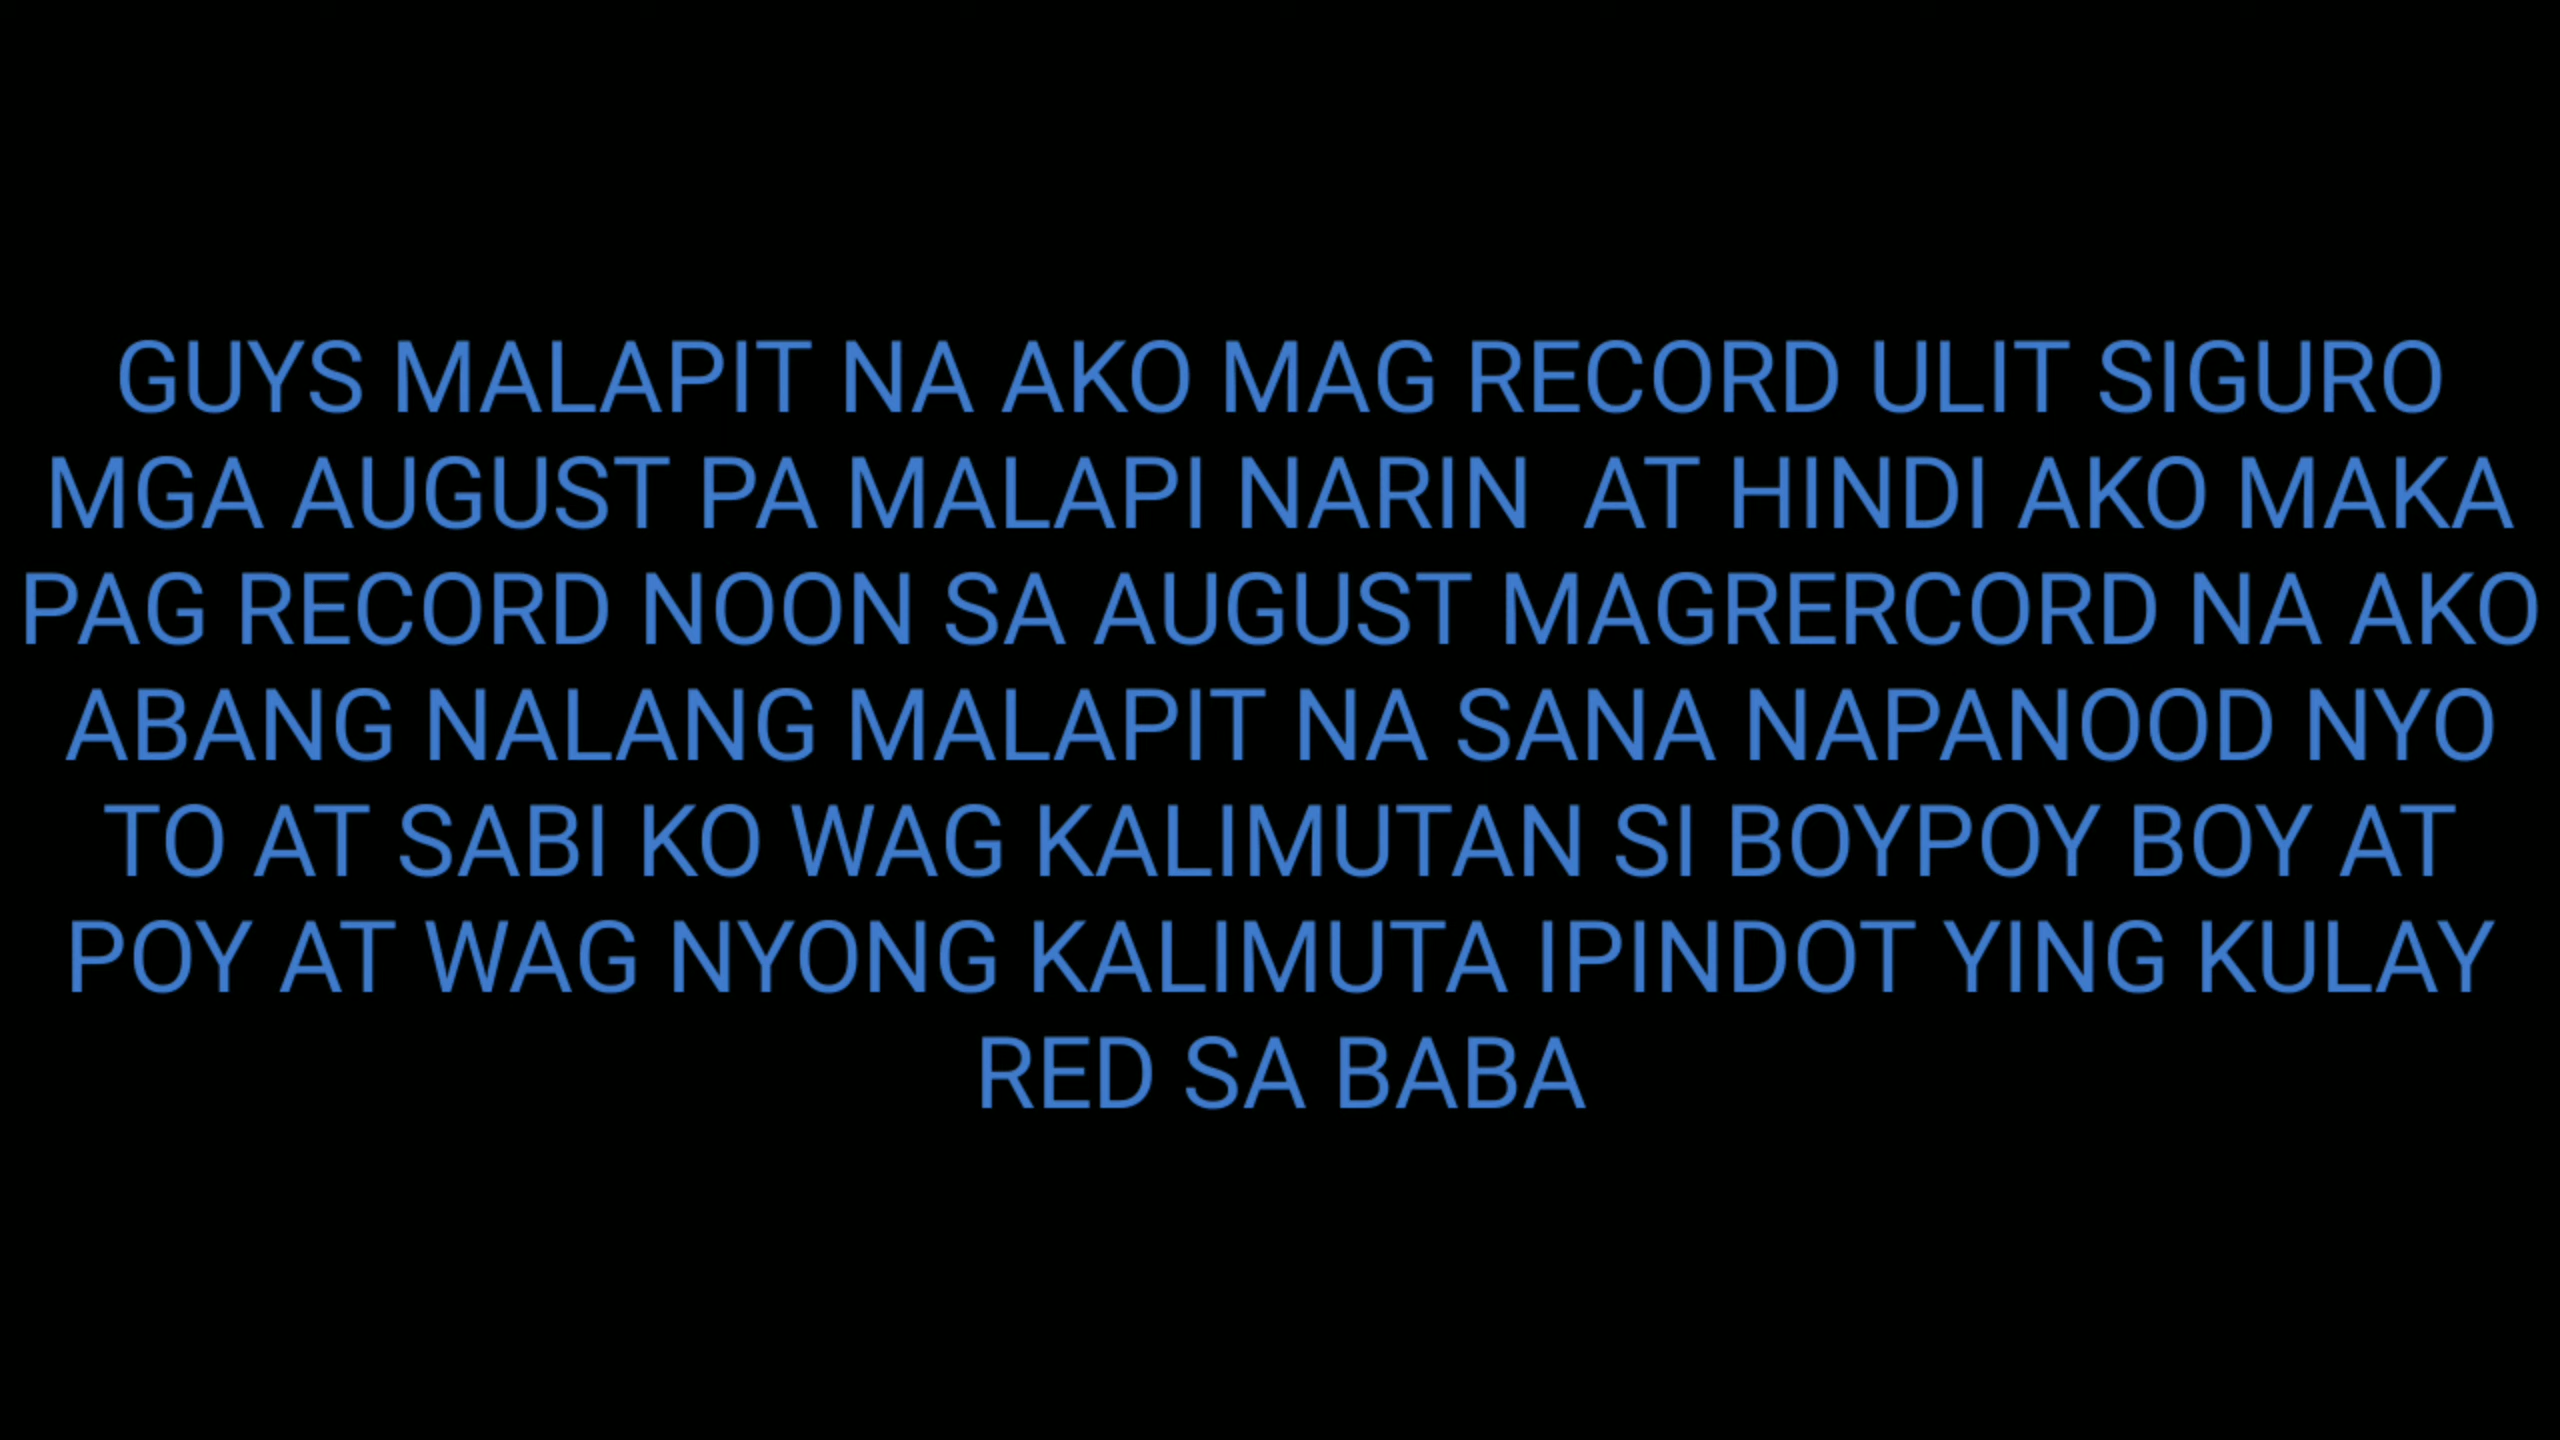 GUYS MALAPIT NA AKO MAG RECORD ULIT SIGURO
MGA AUGUST PA MALAPI NARIN  AT HINDI AKO MAKA
PAG RECORD NOON SA AUGUST MAGRERCORD NA AKO
ABANG NALANG MALAPIT NA SANA NAPANOOD NYO
TO AT SABI KO WAG KALIMUTAN SI BOYPOY BOY AT
POY AT WAG NYONG KALIMUTA IPINDOT YING KULAY
RED SA BABA